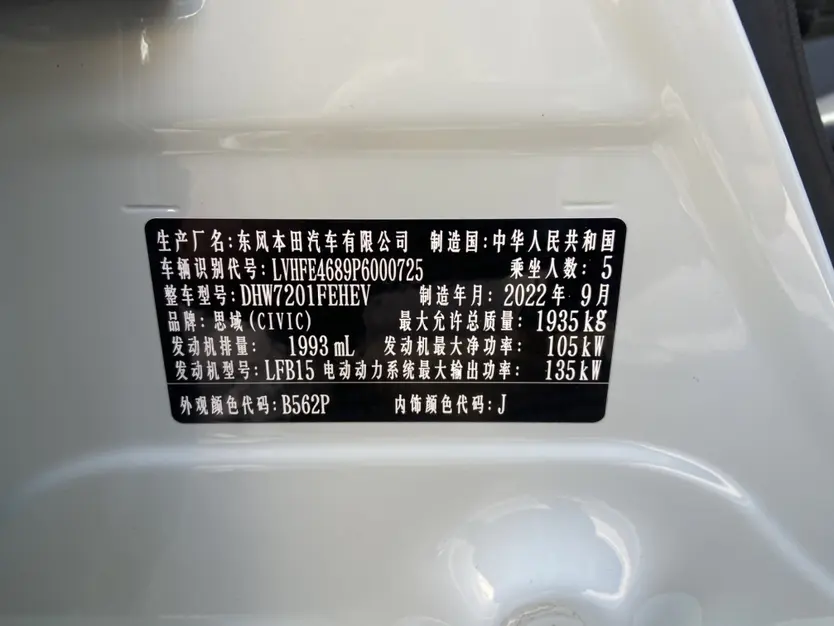 生产厂名:东风本田汽车有限公司 制造国:中华人民共和国
车辆识别代号:LVHFE4689P6000725 乘坐人数:5
整车型号:DHW7201FEHEV 制造年月:2022年9月
品牌:思域(CIVIC) 最大允许总质量:1935kg
发动机排量: 1993mL 发动机最大净功率:105kW
发动机型号:LFB15 电动动力系统最大输出功率:135kW
外观颜色代码:B562P 内饰颜色代码:J